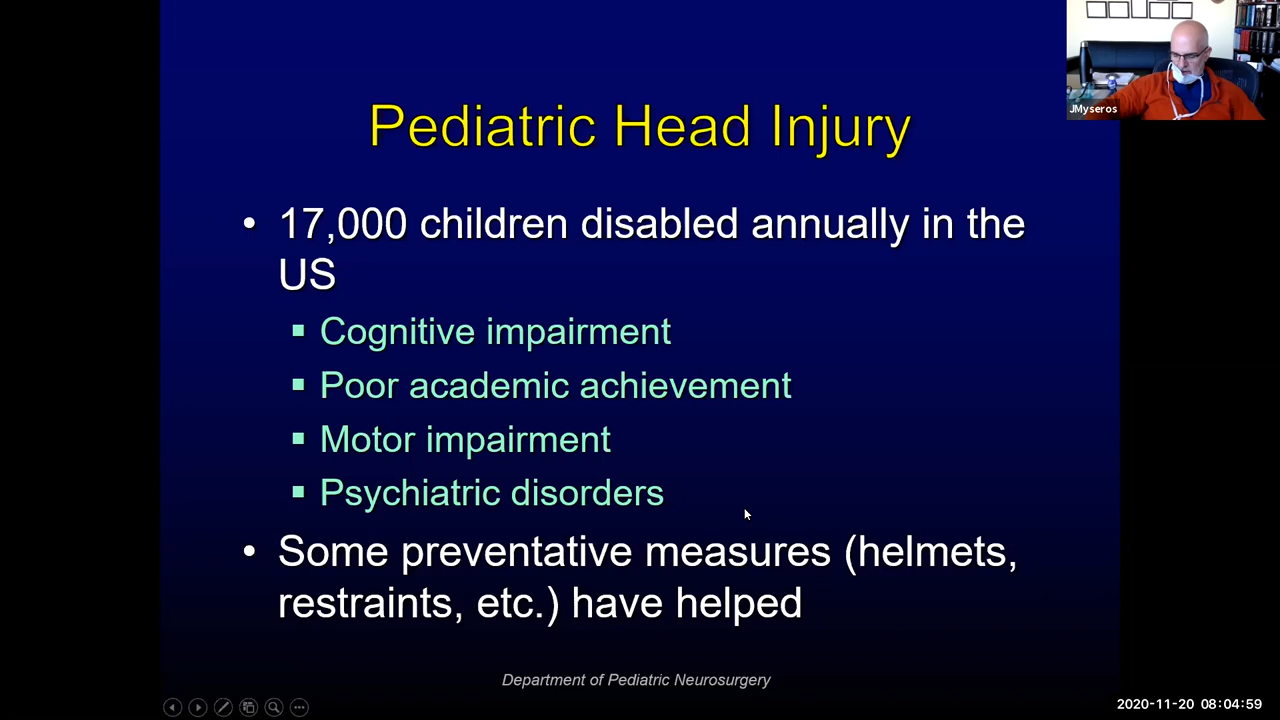 JMyseros
Pediatric Head Injury
• 17,000 children disabled annually in the
US
▪ Cognitive impairment
▪ Poor academic achievement
▪ Motor impairment
▪ Psychiatric disorders
• Some preventative measures (helmets,
restraints, etc.) have helped
Department of Pediatric Neurosurgery
2020-11-20 08:04:59